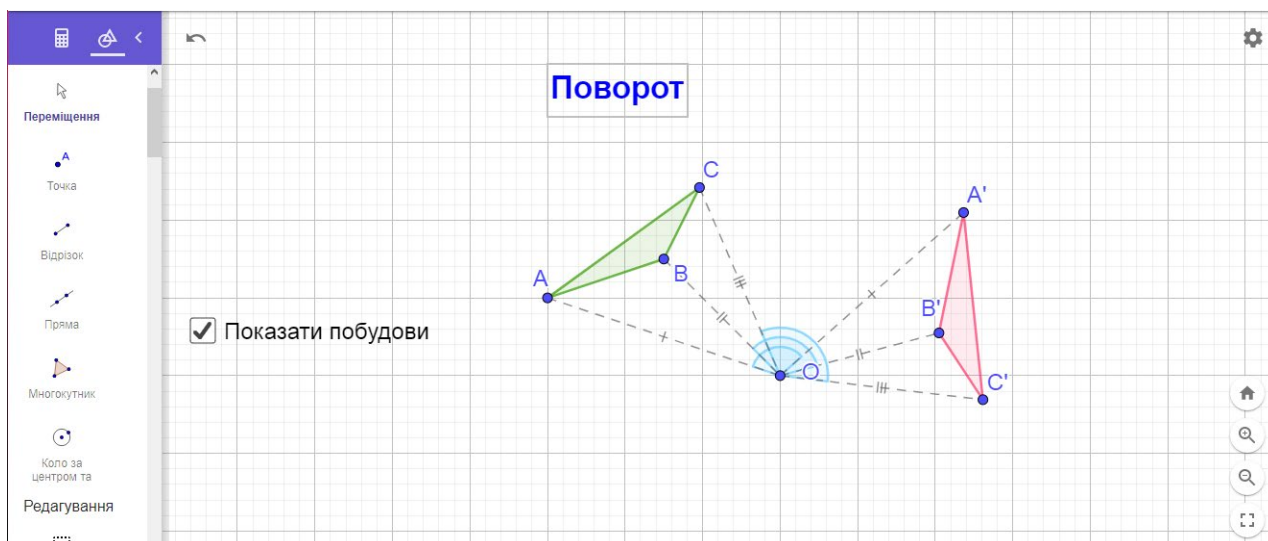 Поворот
Переміщення
Точка
Відрізок
Пряма
Многокутник
Коло за
центром та
Редагування
Показати побудови
A
A
B
C
O
A'
B'
C'